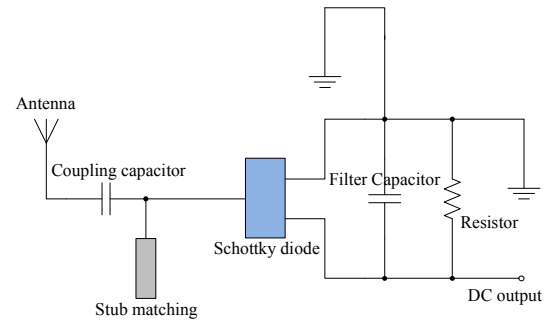 Antenna
Coupling capacitor
Filter Capacitor
Resistor
Schottky diode
DC output
Stub matching